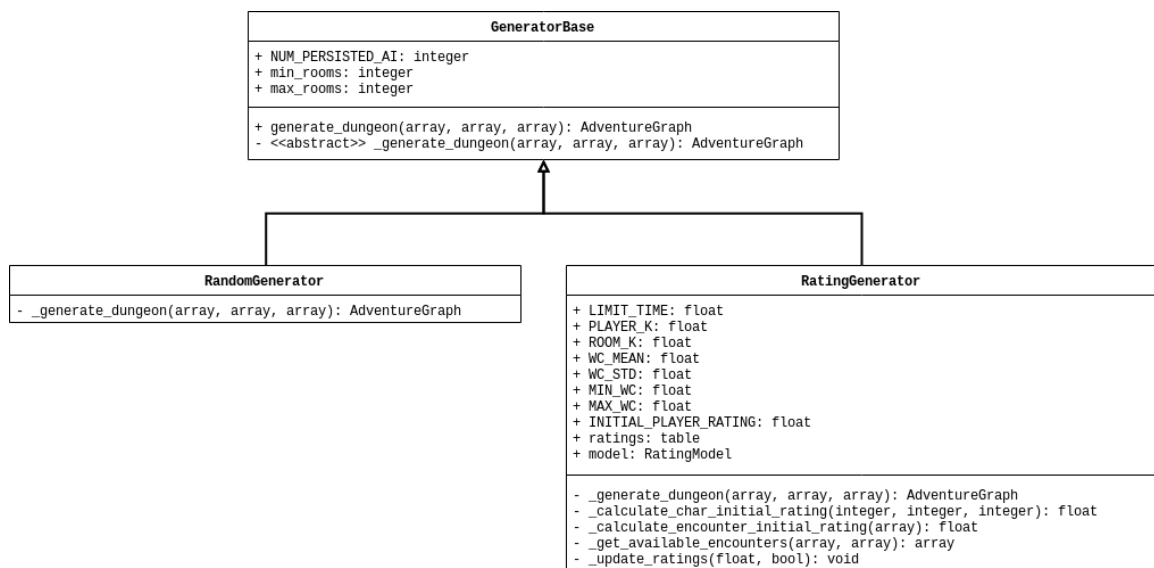 GeneratorBase
+ NUM_PERSISTED_AI: integer
+ min_rooms: integer
+ max_rooms: integer
+ generate_dungeon(array, array, array): AdventureGraph
- <<abstract>> _generate_dungeon(array, array, array): AdventureGraph
RandomGenerator
- _generate_dungeon(array, array, array): AdventureGraph
RatingGenerator
+ LIMIT_TIME: float
+ PLAYER_K: float
+ ROOM_K: float
+ WC_MEAN: float
+ WC_STD: float
+ MIN_WC: float
+ MAX_WC: float
+ INITIAL_PLAYER_RATING: float
+ ratings: table
+ model: RatingModel
- _generate_dungeon(array, array, array): AdventureGraph
- _calculate_char_initial_rating(integer, integer, integer): float
- _calculate_encounter_initial_rating(array): float
- _get_available_encounters(array, array): array
- _update_ratings(float, bool): void